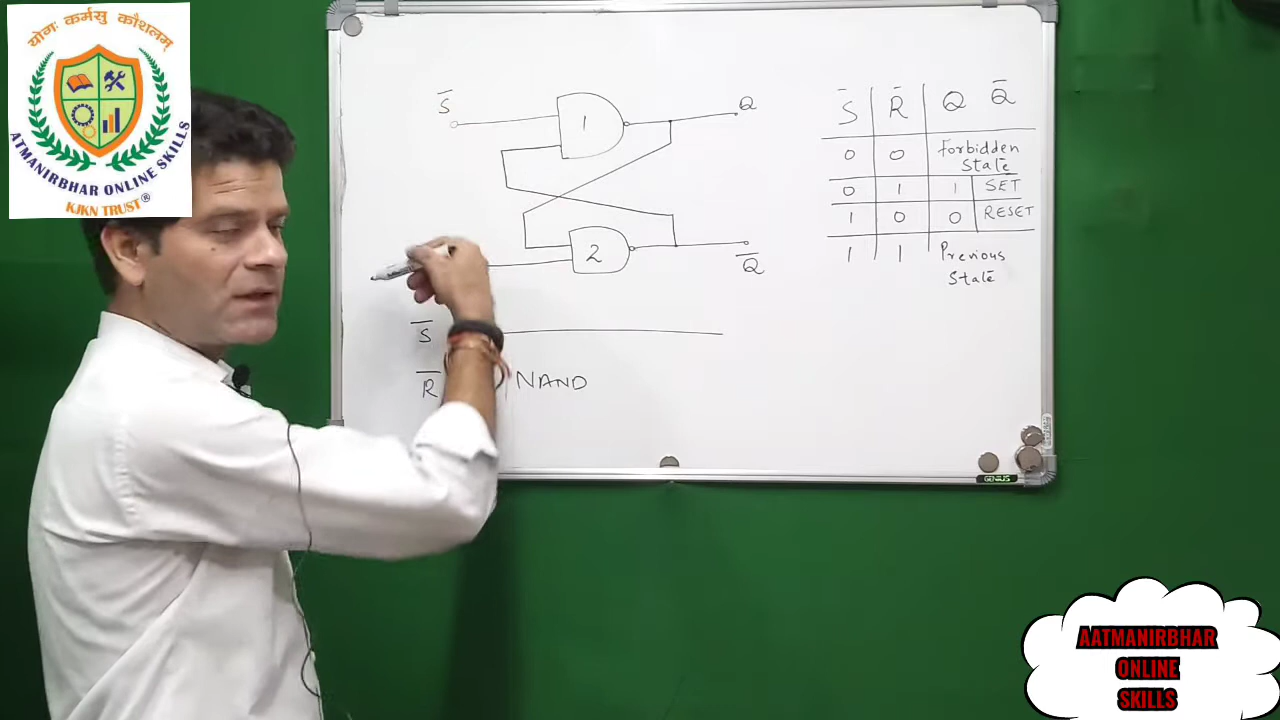 योगः कर्मसु कौशलम्
ATMANIRBHAR ONLINE SKILLS
KJKN TRUST®
S̅
1
Q
2
Q̅
S̅
R̅ NAND
S̅ R̅ Q Q̅
0 0 Forbidden
State
0 1 1 SET
1 0 0 RESET
1 1 Previous
State
GENIUS
AATMANIRBHAR
ONLINE
SKILLS